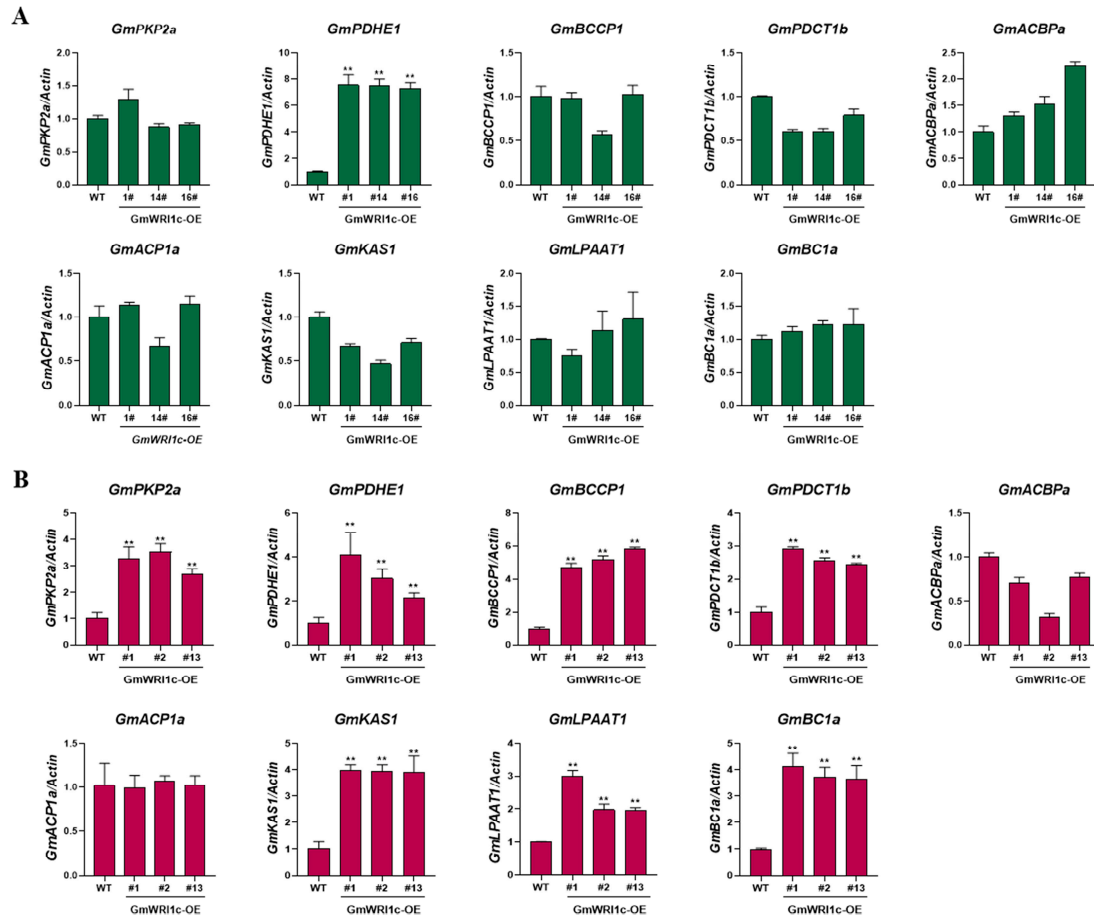 A
GmPKP2a
GmPKP2a/Actin
2.0
1.5
1.0
0.5
0.0
WT 1# 14# 16#
GmWRI1c-OE
GmPDHE1
GmPDHE1/Actin
10
8
6
4
2
0
** ** **
WT #1 #14 #16
GmWRI1c-OE
GmBCCP1
GmBCCP1/Actin
1.5
1.0
0.5
0.0
WT 1# 14# 16#
GmWRI1c-OE
GmPDCT1b
GmPDCT1b/Actin
1.5
1.0
0.5
0.0
WT 1# 14# 16#
GmWRI1c-OE
GmACBPa
GmACBPa/Actin
2.5
2.0
1.5
1.0
0.5
0.0
WT 1# 14# 16#
GmWRI1c-OE
GmACP1a
GmACP1a/Actin
1.5
1.0
0.5
0.0
WT 1# 14# 16#
GmWRI1c-OE
GmKAS1
GmKAS1/Actin
1.5
1.0
0.5
0.0
WT 1# 14# 16#
GmWRI1c-OE
GmLPAAT1
GmLPAAT1/Actin
2.0
1.5
1.0
0.5
0.0
WT 1# 14# 16#
GmWRI1c-OE
GmBC1a
GmBC1a/Actin
2.0
1.5
1.0
0.5
0.0
WT 1# 14# 16#
GmWRI1c-OE
B
GmPKP2a
GmPKP2a/Actin
5
4
3
2
1
0
** ** **
WT #1 #2 #13
GmWRI1c-OE
GmPDHE1
GmPDHE1/Actin
6
4
2
0
** ** **
WT #1 #2 #13
GmWRI1c-OE
GmBCCP1
GmBCCP1/Actin
8
6
4
2
0
** ** **
WT #1 #2 #13
GmWRI1c-OE
GmPDCT1b
GmPDCT1b/Actin
4
3
2
1
0
** ** **
WT #1 #2 #13
GmWRI1c-OE
GmACBPa
GmACBPa/Actin
1.5
1.0
0.5
0.0
WT #1 #2 #13
GmWRI1c-OE
GmACP1a
GmACP1a/Actin
1.5
1.0
0.5
0.0
WT #1 #2 #13
GmWRI1c-OE
GmKAS1
GmKAS1/Actin
5
4
3
2
1
0
** ** **
WT #1 #2 #13
GmWRI1c-OE
GmLPAAT1
GmLPAAT1/Actin
4
3
2
1
0
** ** **
WT #1 #2 #13
GmWRI1c-OE
GmBC1a
GmBC1a/Actin
5
4
3
2
1
0
** ** **
WT #1 #2 #13
GmWRI1c-OE